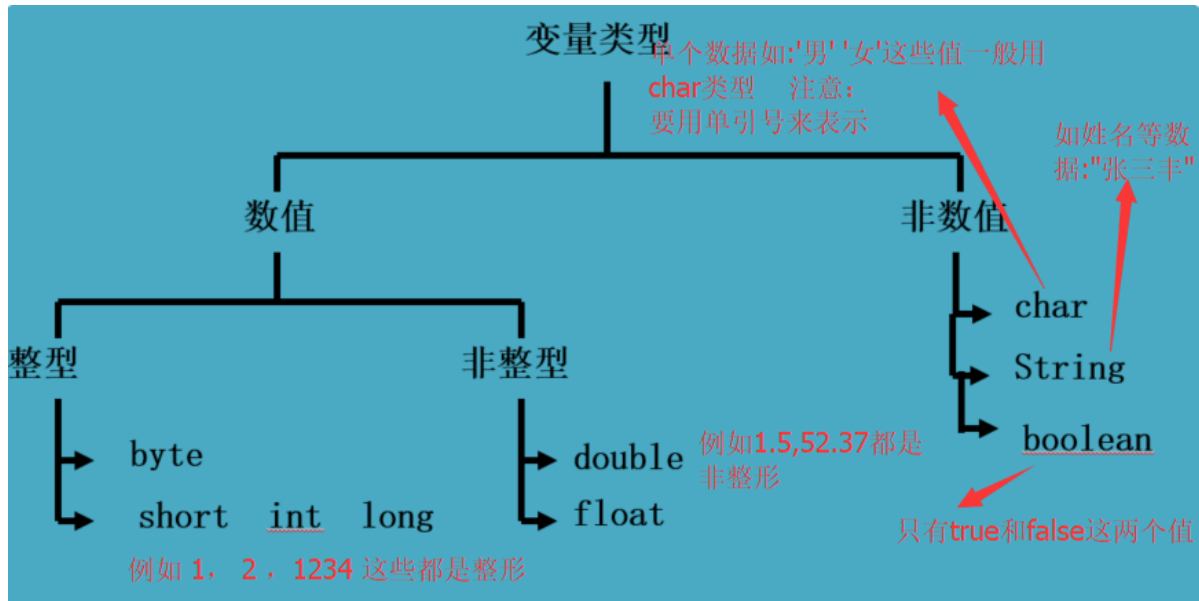 变量类型
单个数据如:'男' '女'这些值一般用
char类型 注意：
要用单引号来表示
如姓名等数
据:"张三丰"
数值
非数值
char
整型
非整型
String
byte
double
例如1.5,52.37都是
非整形
boolean
short int long
float
只有true和false这两个值
例如 1， 2 ，1234 这些都是整形